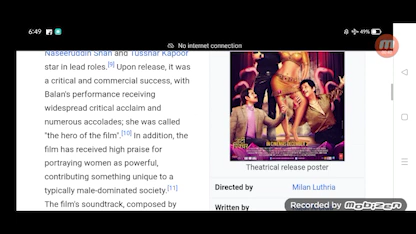 6:49
49%
No internet connection
Naseeruddin Shah and Tusshar Kapoor
star in lead roles.[9] Upon release, it was
a critical and commercial success, with
Balan's performance receiving
widespread critical acclaim and
numerous accolades; she was called
"the hero of the film".[10] In addition, the
film has received high praise for
portraying women as powerful,
contributing something unique to a
typically male-dominated society.[11]
The film's soundtrack, composed by
Theatrical release poster
Directed by Milan Luthria
Written by
Recorded by Mobizen